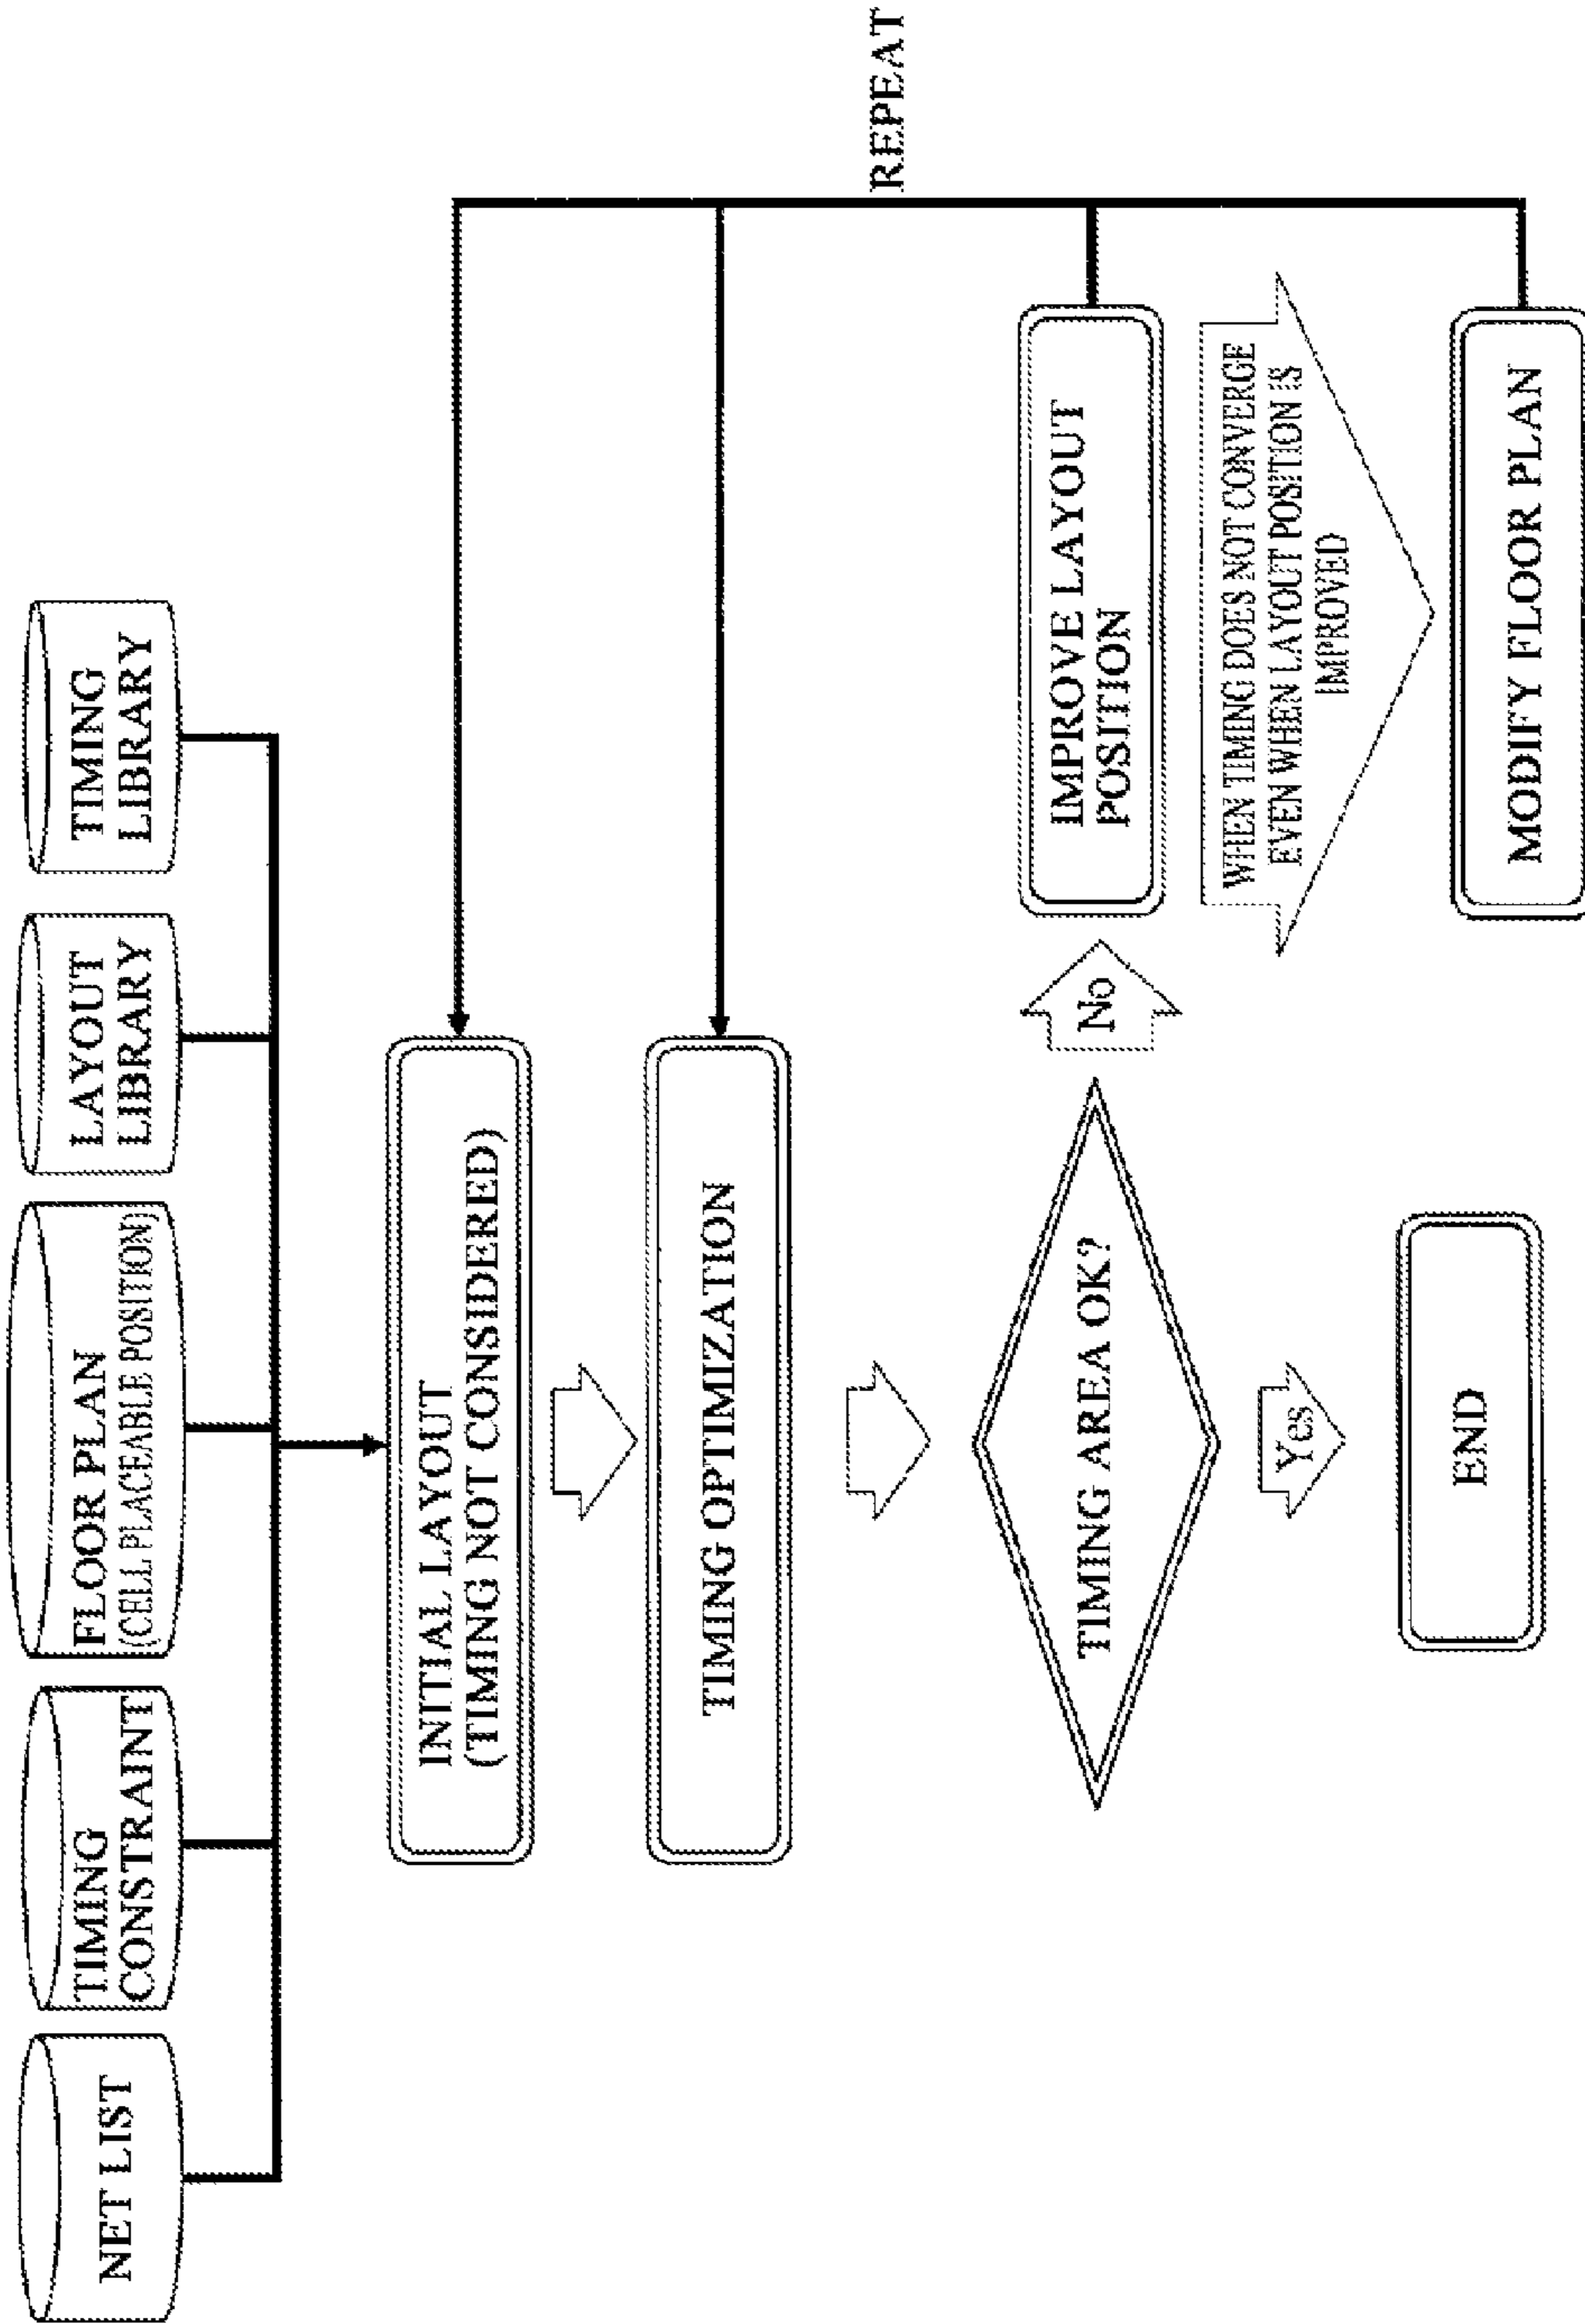 NET LIST
TIMING
CONSTRAINT
FLOOR PLAN
(CELL PLACEABLE POSITION)
LAYOUT
LIBRARY
TIMING
LIBRARY
INITIAL LAYOUT
(TIMING NOT CONSIDERED)
TIMING OPTIMIZATION
REPEAT
TIMING AREA OK?
No
IMPROVE LAYOUT
POSITION
WHEN TIMING DOES NOT CONVERGE
EVEN WHEN LAYOUT POSITION IS
IMPROVED
MODIFY FLOOR PLAN
Yes
END